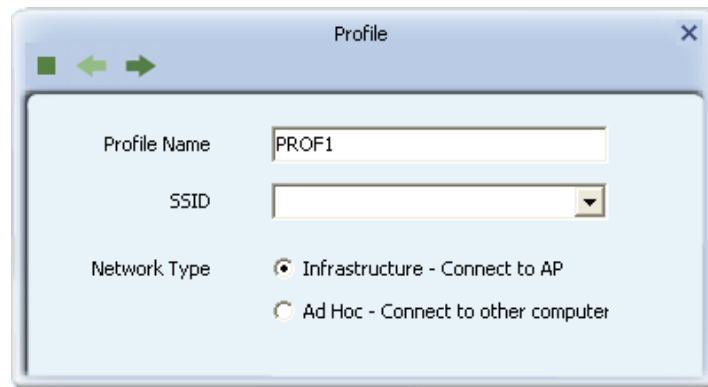 Profile
Profile Name PROF1
SSID
Network Type Infrastructure - Connect to AP
Ad Hoc - Connect to other computer